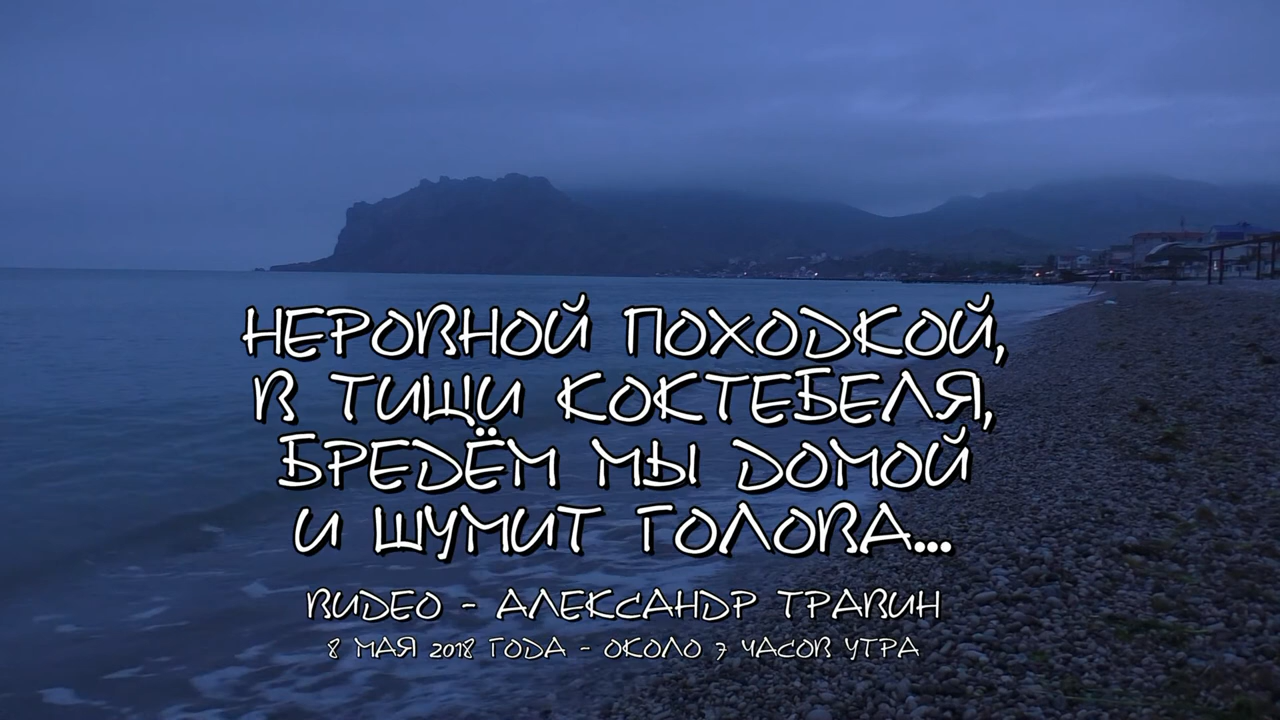 НЕРОВНОЙ ПОХОДКОЙ,
В ТИЩИ КОКТЕБЕЛЯ,
БРЕДЁМ МЫ ДОМОЙ
И ШУМИТ ГОЛОВА...
ВИДЕО - АЛЕКСАНДР ТРАВИН
8 МАЯ 2018 ГОДА - ОКОЛО 7 ЧАСОВ УТРА